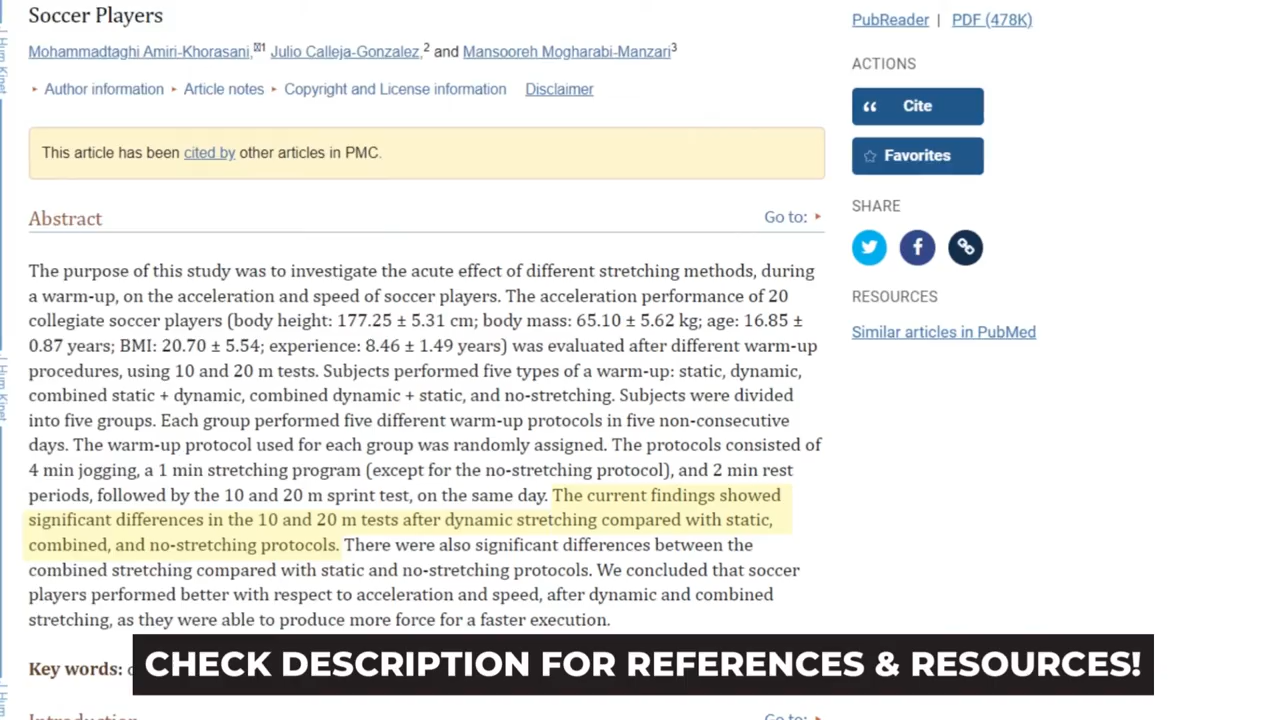 Soccer Players
Mohammadtaghi Amiri-Khorasani,✉1 Julio Calleja-Gonzalez,2 and Mansooreh Mogharabi-Manzari3
▸ Author information ▸ Article notes ▸ Copyright and License information Disclaimer
This article has been cited by other articles in PMC.
Abstract
Go to: ▸
The purpose of this study was to investigate the acute effect of different stretching methods, during
a warm-up, on the acceleration and speed of soccer players. The acceleration performance of 20
collegiate soccer players (body height: 177.25 ± 5.31 cm; body mass: 65.10 ± 5.62 kg; age: 16.85 ±
0.87 years; BMI: 20.70 ± 5.54; experience: 8.46 ± 1.49 years) was evaluated after different warm-up
procedures, using 10 and 20 m tests. Subjects performed five types of a warm-up: static, dynamic,
combined static + dynamic, combined dynamic + static, and no-stretching. Subjects were divided
into five groups. Each group performed five different warm-up protocols in five non-consecutive
days. The warm-up protocol used for each group was randomly assigned. The protocols consisted of
4 min jogging, a 1 min stretching program (except for the no-stretching protocol), and 2 min rest
periods, followed by the 10 and 20 m sprint test, on the same day. The current findings showed
significant differences in the 10 and 20 m tests after dynamic stretching compared with static,
combined, and no-stretching protocols. There were also significant differences between the
combined stretching compared with static and no-stretching protocols. We concluded that soccer
players performed better with respect to acceleration and speed, after dynamic and combined
stretching, as they were able to produce more force for a faster execution.
Key words:
CHECK DESCRIPTION FOR REFERENCES & RESOURCES!
Introduction
Go to: ▸
PubReader | PDF (478K)
ACTIONS
Cite
Favorites
SHARE
RESOURCES
Similar articles in PubMed
J Hum Kinet
J Hum Kinet